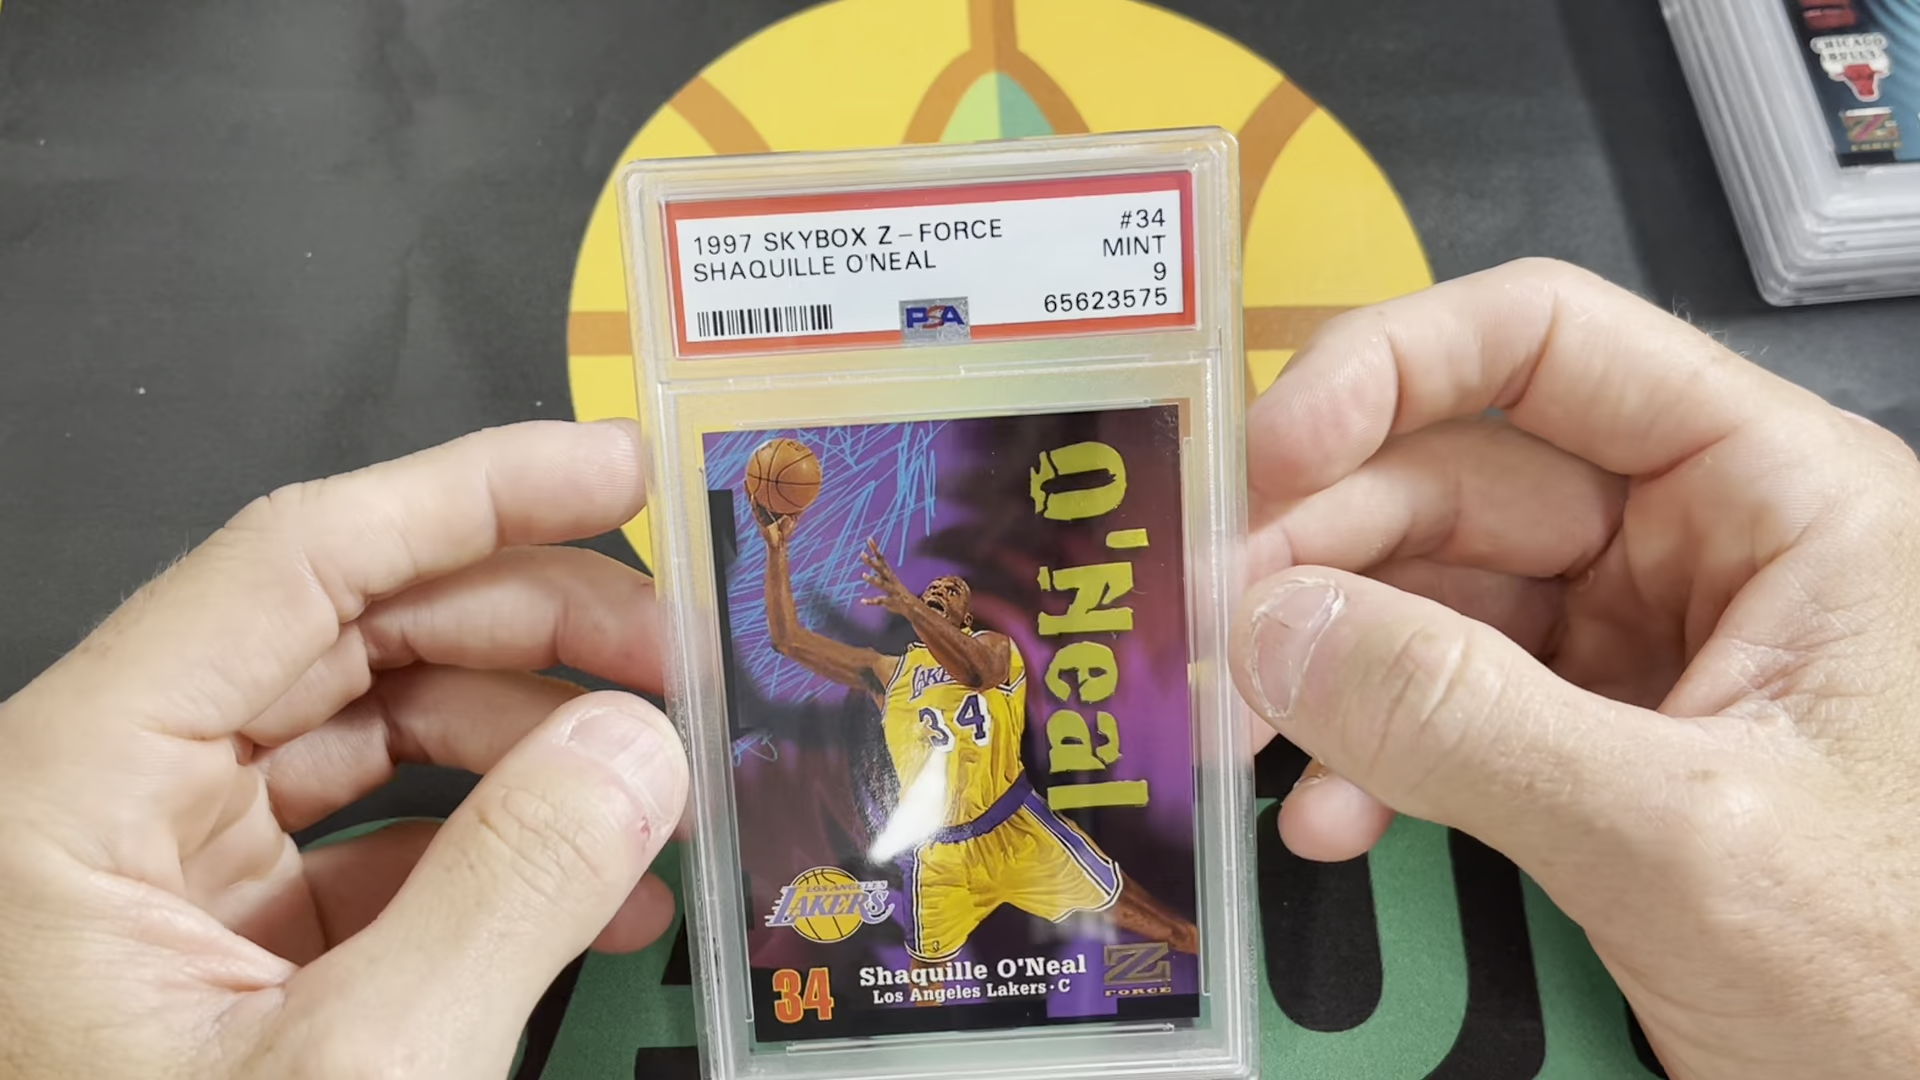 1997 SKYBOX Z-FORCE #34
SHAQUILLE O'NEAL MINT
9
PSA 65623575
O'Neal
LAKE
34
LOS ANGELES
LAKERS
34
Shaquille O'Neal
Los Angeles Lakers · C
Z
FORCE
CHICAGO
BULLS
Z
FORCE